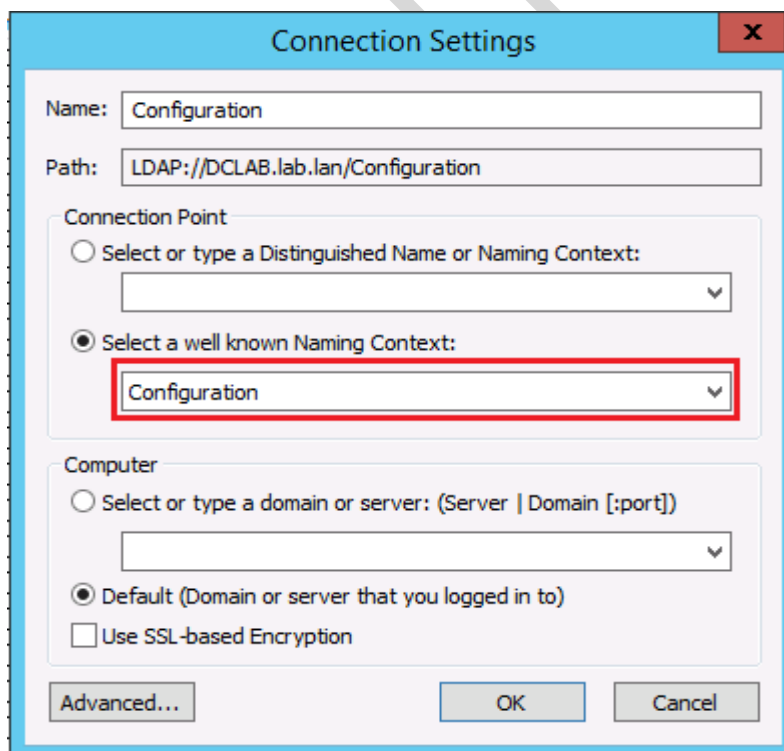 Connection Settings
x
Name: Configuration
Path: LDAP://DCLAB.lab.lan/Configuration
Connection Point
Select or type a Distinguished Name or Naming Context:
Select a well known Naming Context:
Configuration
Computer
Select or type a domain or server: (Server | Domain [:port])
Default (Domain or server that you logged in to)
Use SSL-based Encryption
Advanced... OK Cancel